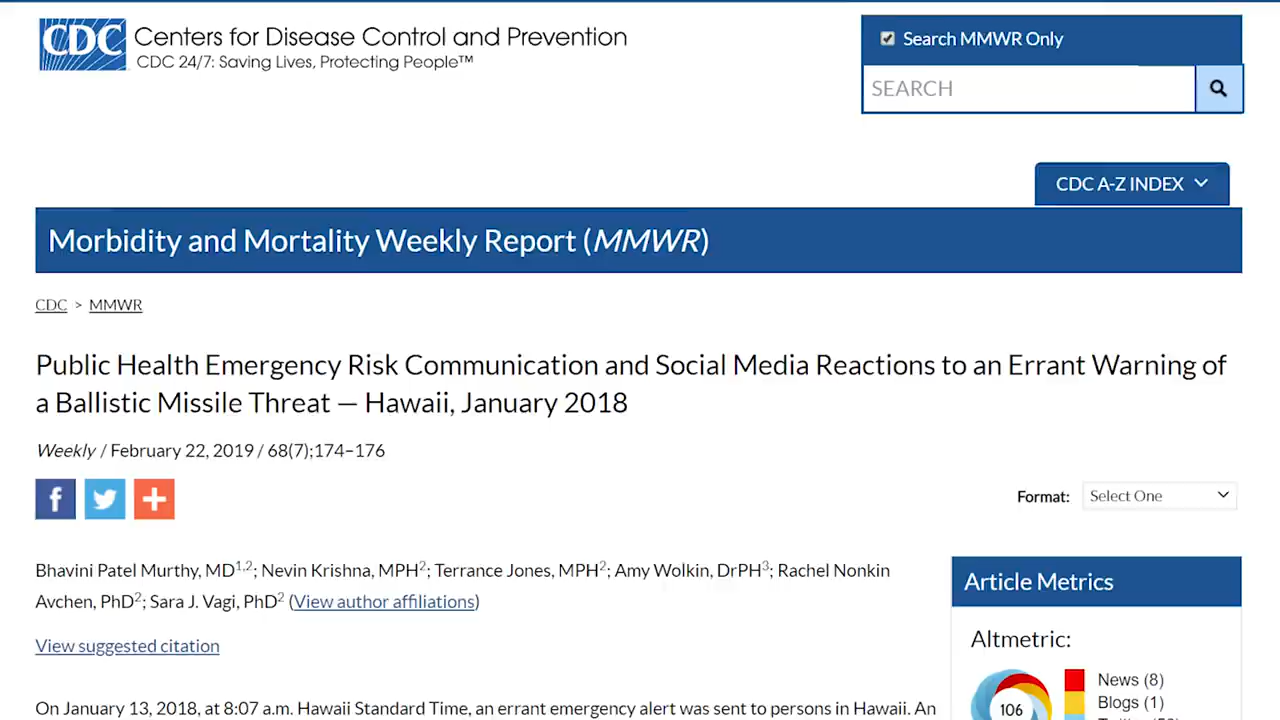 CDC Centers for Disease Control and Prevention
CDC 24/7: Saving Lives, Protecting People™
Search MMWR Only
SEARCH
CDC A-Z INDEX
Morbidity and Mortality Weekly Report (MMWR)
CDC > MMWR
Public Health Emergency Risk Communication and Social Media Reactions to an Errant Warning of
a Ballistic Missile Threat — Hawaii, January 2018
Weekly / February 22, 2019 / 68(7);174–176
Format: Select One
Bhavini Patel Murthy, MD1,2; Nevin Krishna, MPH2; Terrance Jones, MPH2; Amy Wolkin, DrPH3; Rachel Nonkin
Avchen, PhD2; Sara J. Vagi, PhD2 (View author affiliations)
View suggested citation
On January 13, 2018, at 8:07 a.m. Hawaii Standard Time, an errant emergency alert was sent to persons in Hawaii. An
Article Metrics
Altmetric:
106
News (8)
Blogs (1)